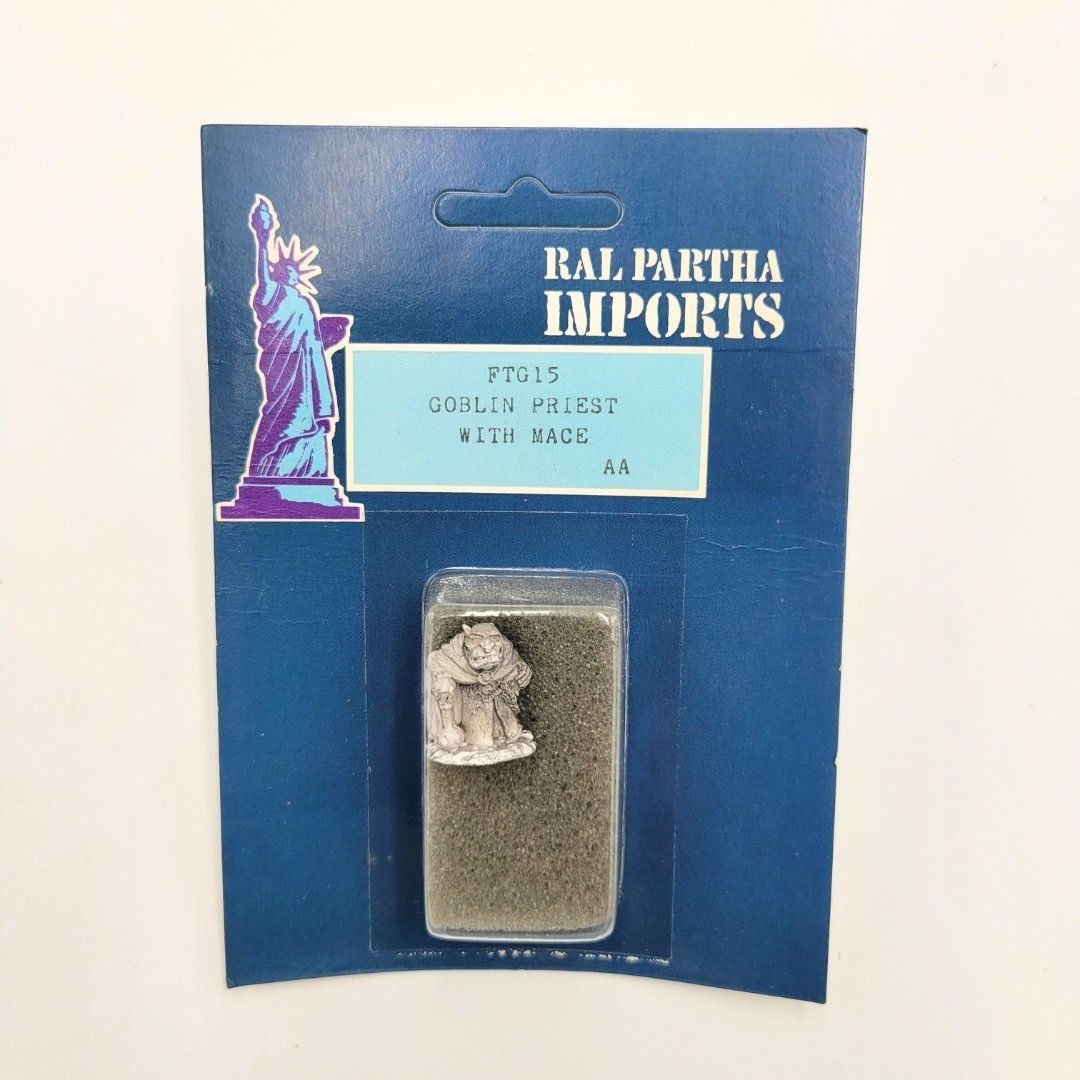 RAL PARTHA
IMPORTS
FTG15
GOBLIN PRIEST
WITH MACE
AA